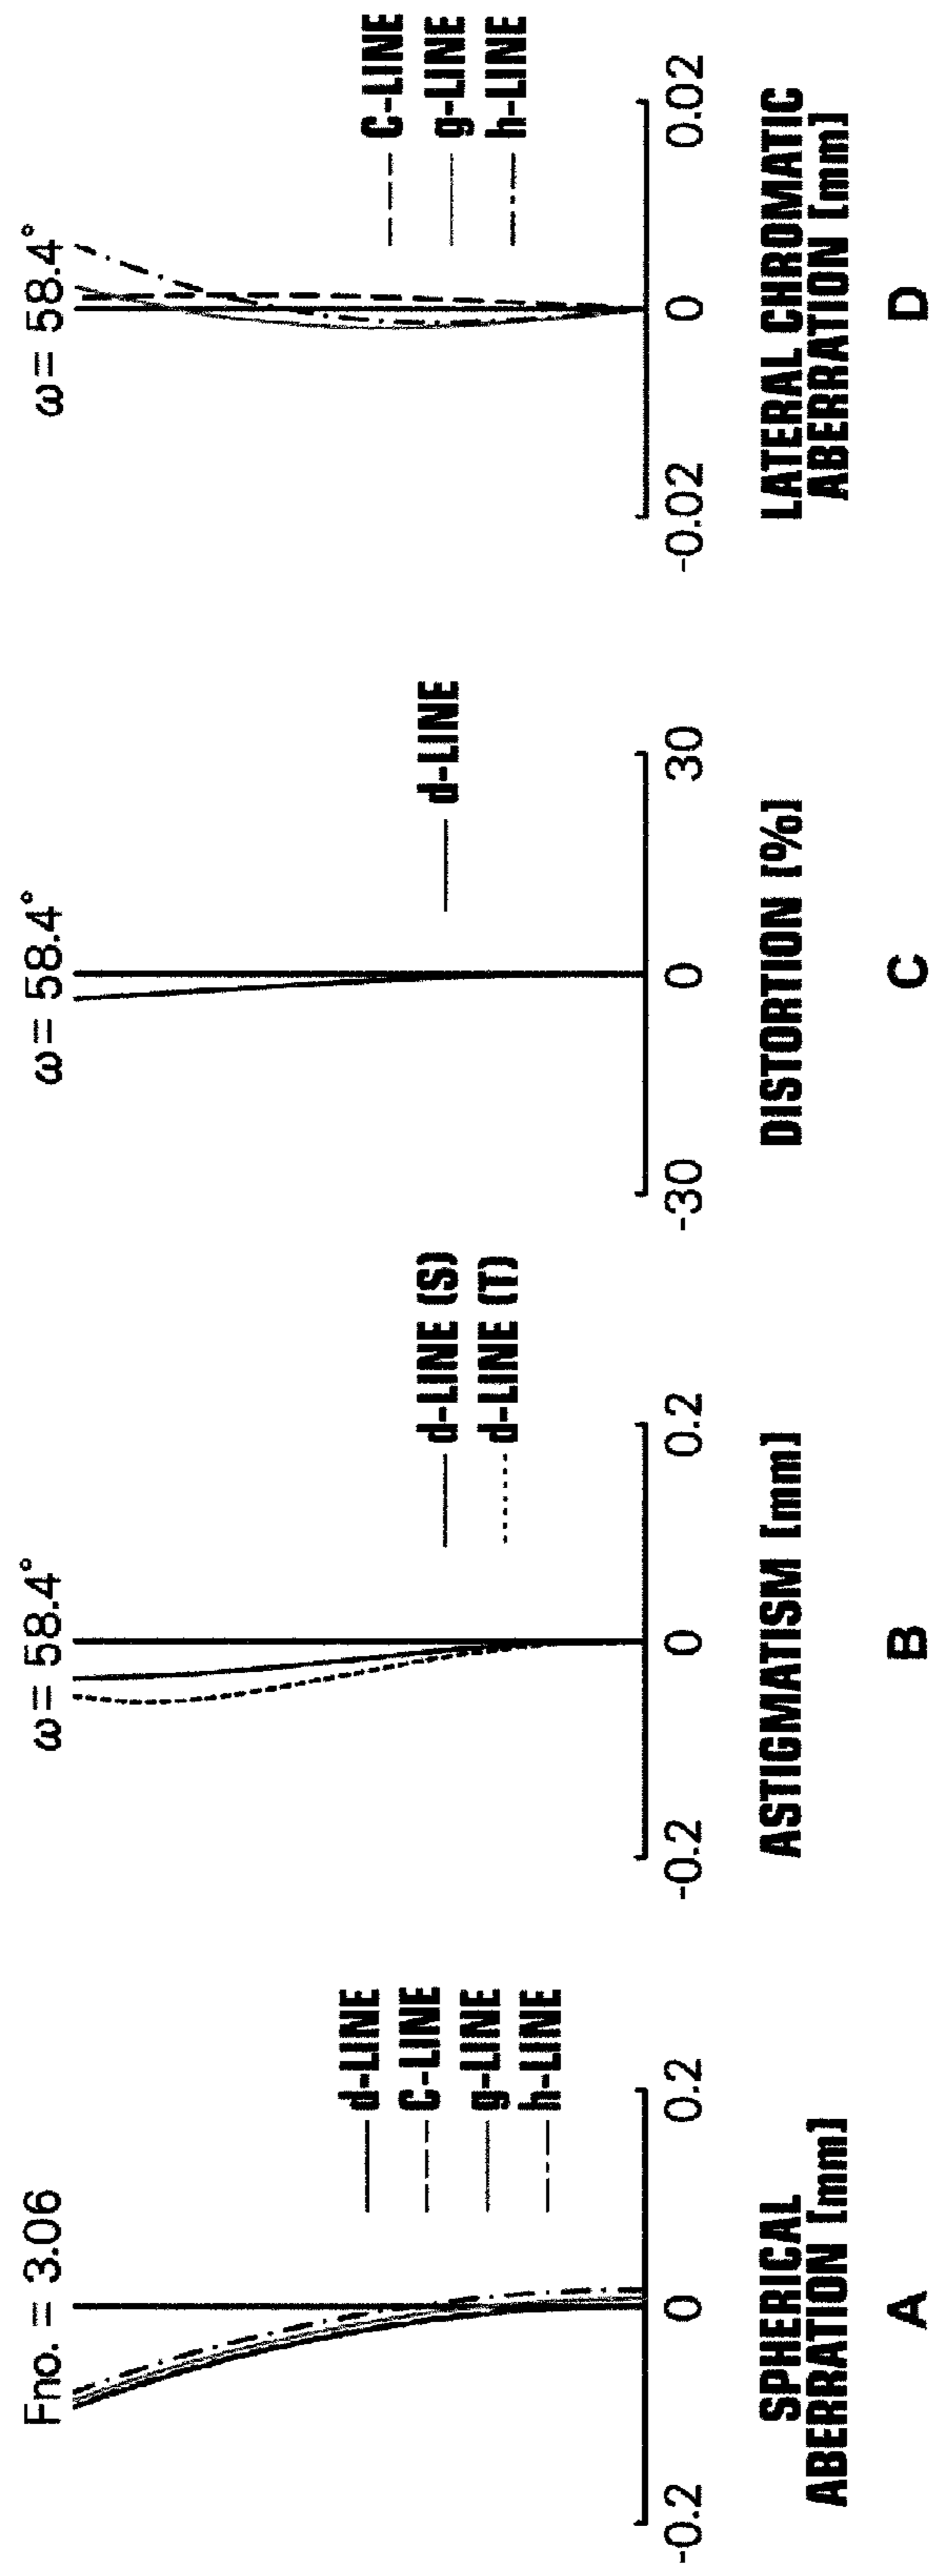 Fno. = 3.06
d-LINE
C-LINE
g-LINE
h-LINE
-0.2
0
0.2
SPHERICAL
ABERRATION [mm]
A
ω= 58.4°
d-LINE (S)
d-LINE (T)
-0.2
0
0.2
ASTIGMATISM [mm]
B
ω= 58.4°
d-LINE
-30
0
30
DISTORTION [%]
C
ω= 58.4°
C-LINE
g-LINE
h-LINE
-0.02
0
0.02
LATERAL CHROMATIC
ABERRATION [mm]
D